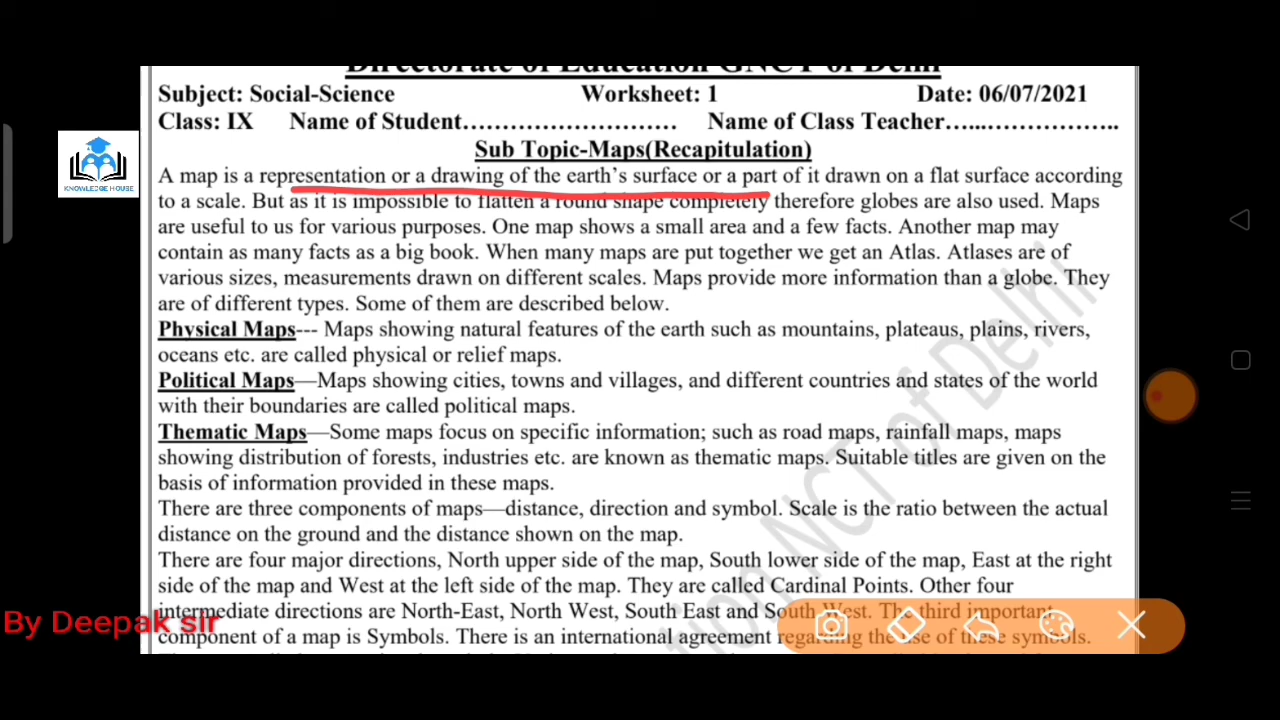 Directorate of Education GNCT of Delhi
Subject: Social-Science Worksheet: 1 Date: 06/07/2021
Class: IX Name of Student……………………… Name of Class Teacher…...……………..
Sub Topic-Maps(Recapitulation)
A map is a representation or a drawing of the earth's surface or a part of it drawn on a flat surface according
to a scale. But as it is impossible to flatten a round shape completely therefore globes are also used. Maps
are useful to us for various purposes. One map shows a small area and a few facts. Another map may
contain as many facts as a big book. When many maps are put together we get an Atlas. Atlases are of
various sizes, measurements drawn on different scales. Maps provide more information than a globe. They
are of different types. Some of them are described below.
Physical Maps--- Maps showing natural features of the earth such as mountains, plateaus, plains, rivers,
oceans etc. are called physical or relief maps.
Political Maps—Maps showing cities, towns and villages, and different countries and states of the world
with their boundaries are called political maps.
Thematic Maps—Some maps focus on specific information; such as road maps, rainfall maps, maps
showing distribution of forests, industries etc. are known as thematic maps. Suitable titles are given on the
basis of information provided in these maps.
There are three components of maps—distance, direction and symbol. Scale is the ratio between the actual
distance on the ground and the distance shown on the map.
There are four major directions, North upper side of the map, South lower side of the map, East at the right
side of the map and West at the left side of the map. They are called Cardinal Points. Other four
intermediate directions are North-East, North West, South East and South West. The third important
component of a map is Symbols. There is an international agreement regarding the use of these symbols.
KNOWLEDGE HOUSE
By Deepak sir
tion NCT of Delhi